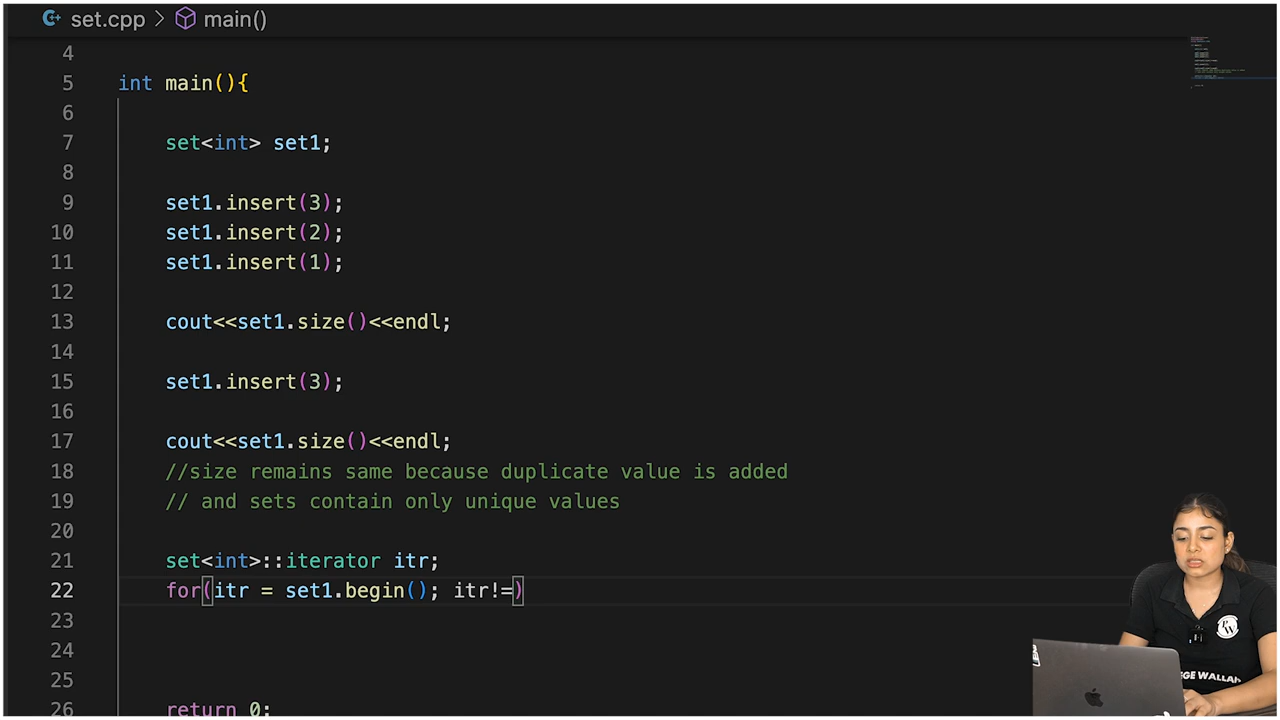 set.cpp > main()
4
5 int main(){
6
7 set<int> set1;
8
9 set1.insert(3);
10 set1.insert(2);
11 set1.insert(1);
12
13 cout<<set1.size()<<endl;
14
15 set1.insert(3);
16
17 cout<<set1.size()<<endl;
18 //size remains same because duplicate value is added
19 // and sets contain only unique values
20
21 set<int>::iterator itr;
22 for(itr = set1.begin(); itr!=)
23
24
25
26 return 0;
PW
EGE WALLAH